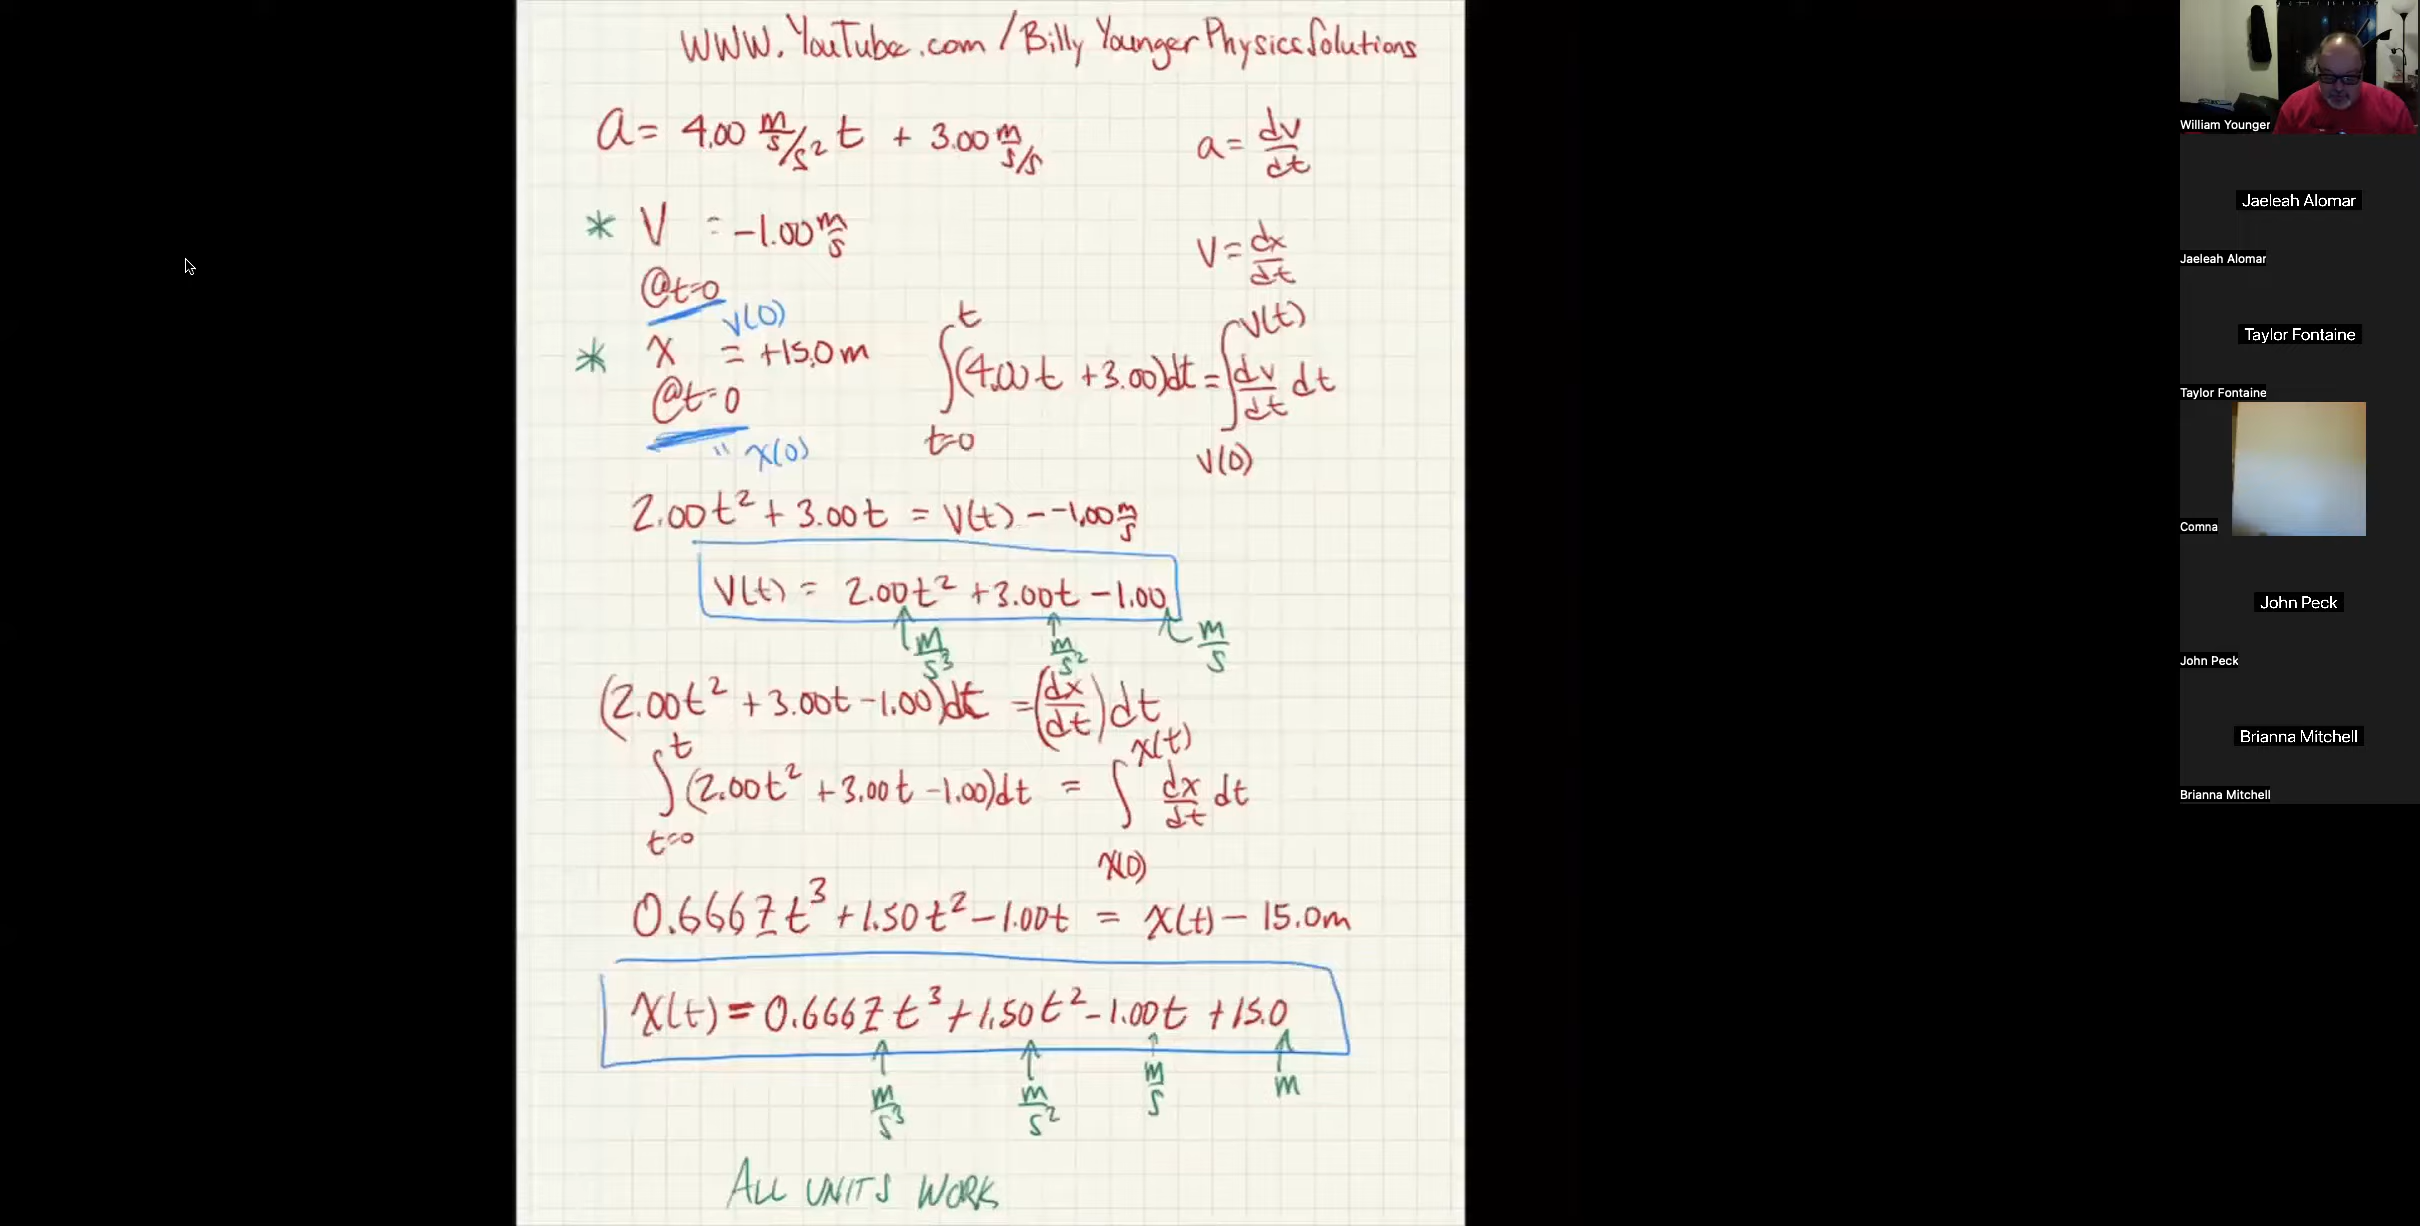 WWW.YouTube.com/BillyYoungerPhysicsSolutions
a = 4.00 m/s/s² t + 3.00 m/s/s
a = dv/dt
* V = -1.00 m/s
@t=0
V(0)
V = dx/dt
* X = +15.0 m
@t=0
" X(0)
∫ t t=0 (4.00t + 3.00)dt = ∫ V(t) V(0) dv/dt dt
2.00t² + 3.00t = V(t) - -1.00 m/s
V(t) = 2.00t² + 3.00t - 1.00
m/s³ m/s² m/s
(2.00t² + 3.00t - 1.00)dt = (dx/dt)dt
∫ t t=0 (2.00t² + 3.00t - 1.00)dt = ∫ X(t) X(0) dx/dt dt
0.6667t³ + 1.50t² - 1.00t = X(t) - 15.0m
X(t) = 0.6667t³ + 1.50t² - 1.00t + 15.0
m/s³ m/s² m/s m
ALL UNITS WORK
William Younger
Jaeleah Alomar
Jaeleah Alomar
Taylor Fontaine
Taylor Fontaine
Comna
John Peck
John Peck
Brianna Mitchell
Brianna Mitchell